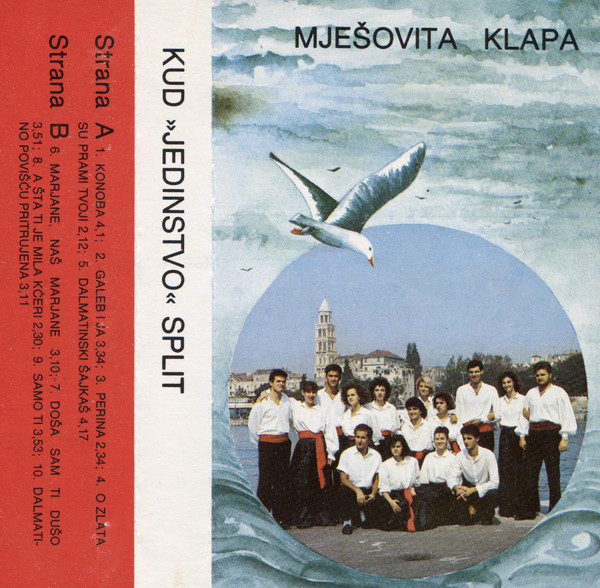 MJEŠOVITA KLAPA
KUD »JEDINSTVO« SPLIT
Strana A 1. KONOBA 4,1; 2. GALEB I JA 3,34; 3. PERINA 2,34; 4. O ZLATA
SU PRAMI TVOJI 2,12; 5. DALMATINSKI ŠAJKAŠ 4,17
Strana B 6. MARJANE, NAŠ MARJANE 3,10; 7. DOŠA SAM TI DUŠO
3,51; 8. A ŠTA TI JE MILA KĆERI 2,30; 9. SAMO TI 3,53; 10. DALMATI-
NO POVIŠĆU PRITRUJENA 3,11